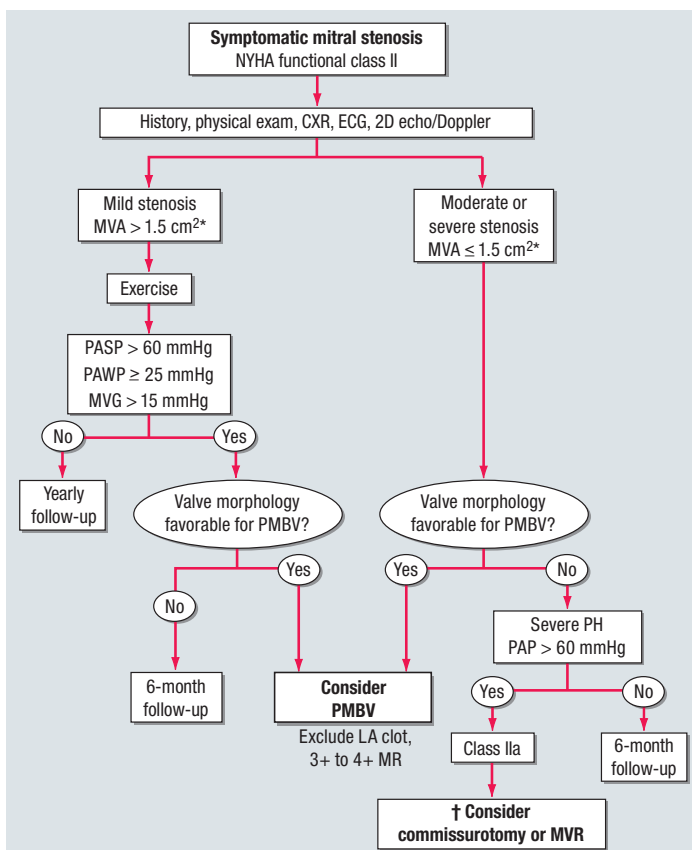 Symptomatic mitral stenosis
NYHA functional class II
History, physical exam, CXR, ECG, 2D echo/Doppler
Mild stenosis
MVA > 1.5 cm²*
Moderate or
severe stenosis
MVA ≤ 1.5 cm²*
Exercise
PASP > 60 mmHg
PAWP ≥ 25 mmHg
MVG > 15 mmHg
No
Yes
Yearly
follow-up
Valve morphology
favorable for PMBV?
Valve morphology
favorable for PMBV?
No
Yes
Yes
No
6-month
follow-up
Consider
PMBV
Exclude LA clot,
3+ to 4+ MR
Severe PH
PAP > 60 mmHg
Yes
No
Class IIa
6-month
follow-up
† Consider
commissurotomy or MVR